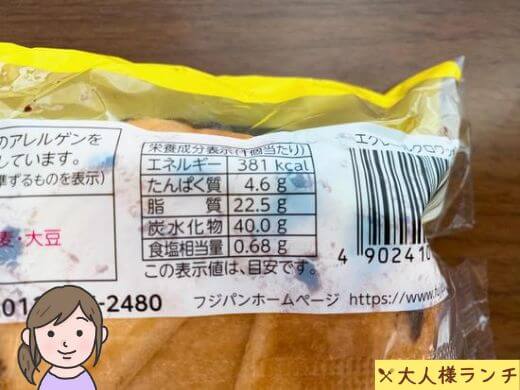 のアレルゲンを
しています。
準ずるものを表示)
麦・大豆
栄養成分表示(1個当たり)
エネルギー 381 kcal
たんぱく質 4.6 g
脂質 22.5 g
炭水化物 40.0 g
食塩相当量 0.68 g
この表示値は、目安です。
エクレール
4 90241
-2480
フジパンホームページ https://www.
大人様ランチ